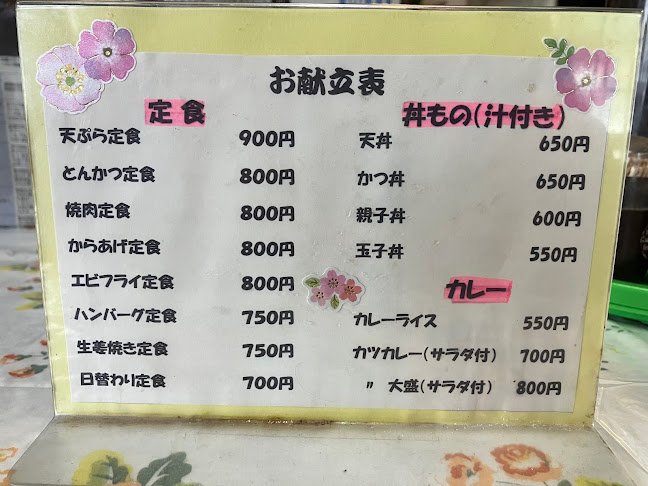 お献立表
定食
天ぷら定食 900円
とんかつ定食 800円
焼肉定食 800円
からあげ定食 800円
エビフライ定食 800円
ハンバーグ定食 750円
生姜焼き定食 750円
日替わり定食 700円
丼もの(汁付き)
天丼 650円
かつ丼 650円
親子丼 600円
玉子丼 550円
カレー
カレーライス 550円
カツカレー(サラダ付) 700円
〃 大盛(サラダ付) 800円